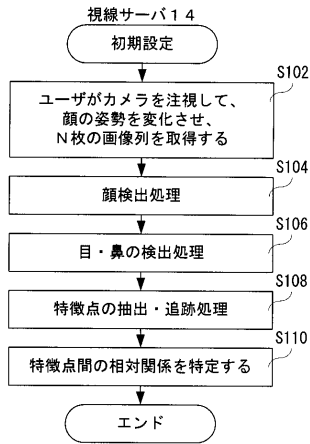 視線サーバ１４
初期設定
S102
ユーザがカメラを注視して、
顔の姿勢を変化させ、
Ｎ枚の画像列を取得する
S104
顔検出処理
S106
目・鼻の検出処理
S108
特徴点の抽出・追跡処理
S110
特徴点間の相対関係を特定する
エンド